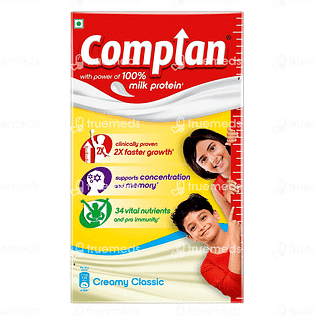 Complan®
with power of 100%
milk protein†
clinically proven
2X faster growth*
2X
supports concentration
and memory^
34 vital nutrients
and pro immunity*
Creamy Classic
truemeds